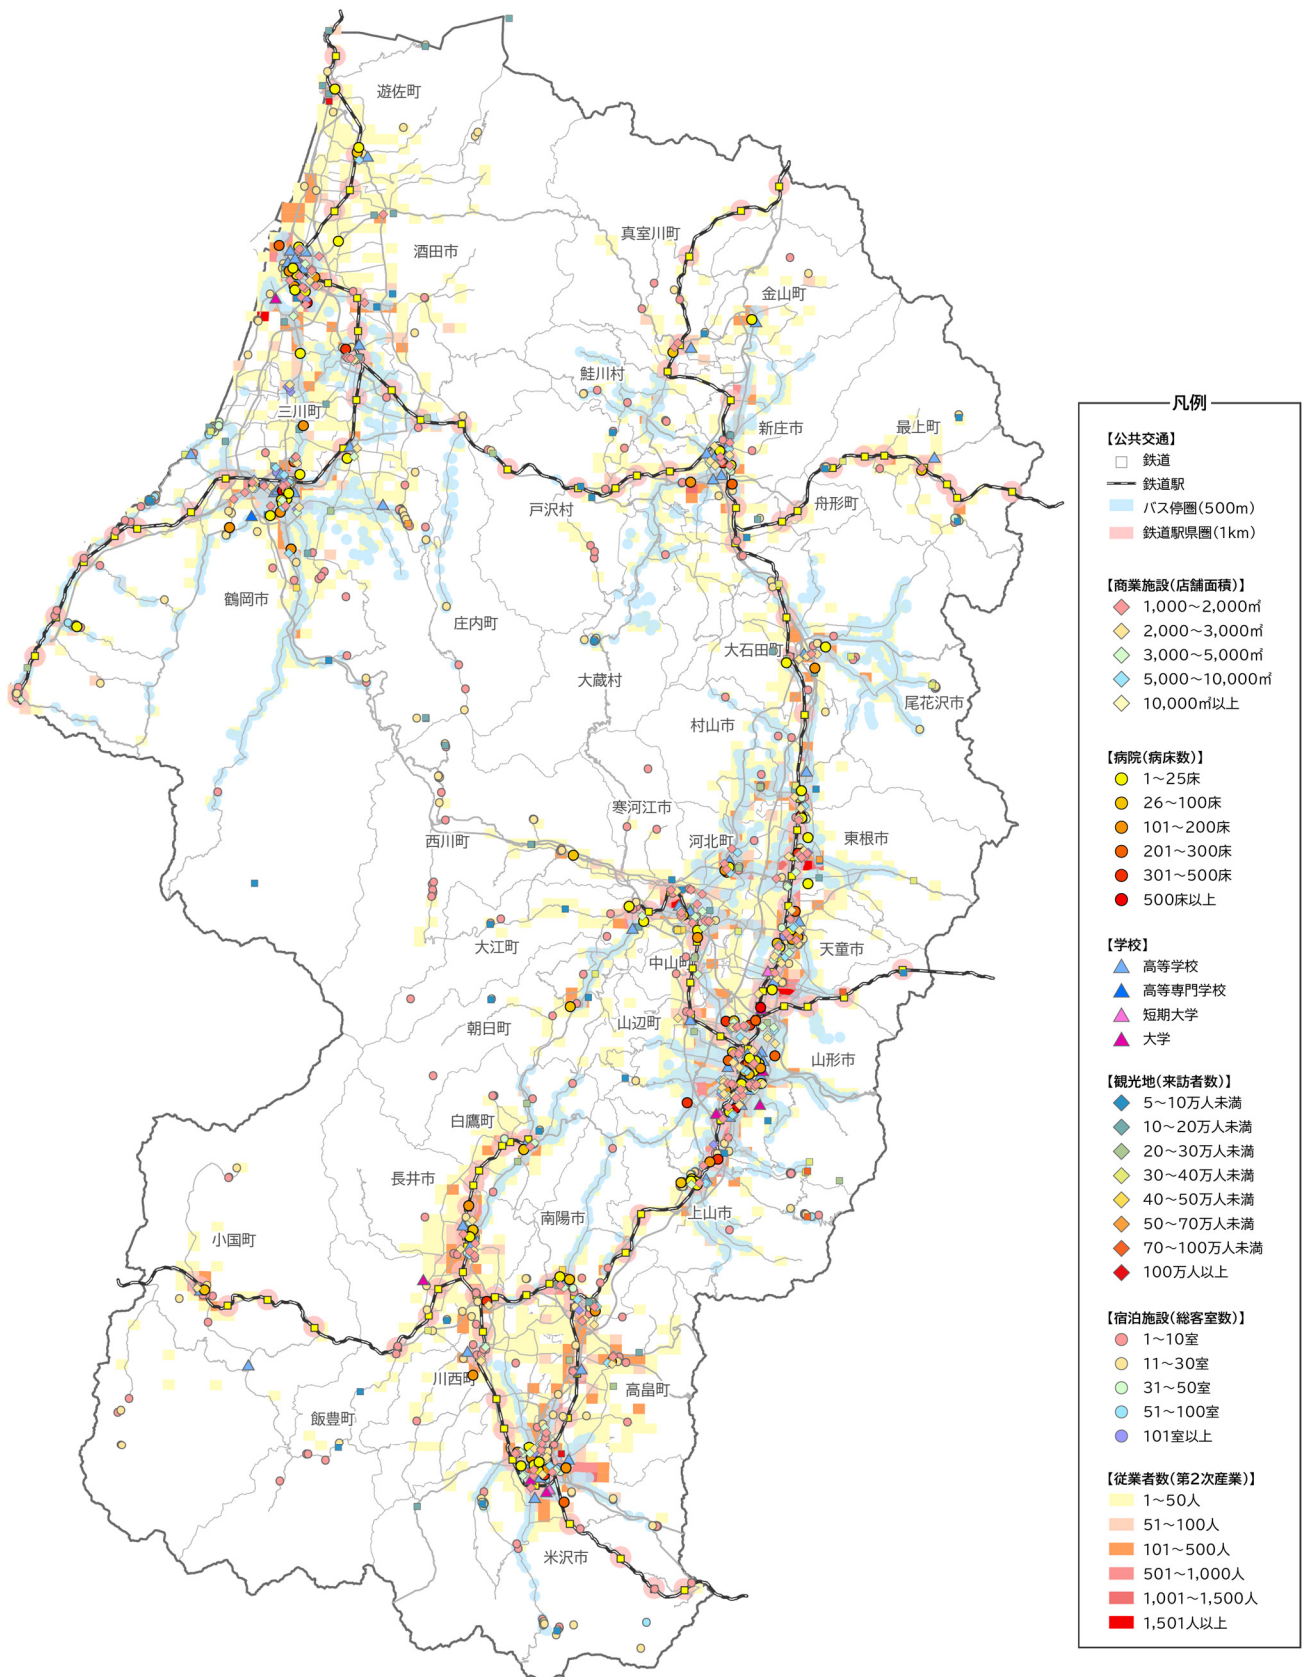 遊佐町
酒田市
真室川町
金山町
鮭川村
三川町
新庄市
最上町
戸沢村
舟形町
鶴岡市
庄内町
大石田町
大蔵村
尾花沢市
村山市
寒河江市
西川町
河北町
東根市
大江町
天童市
中山町
朝日町
山辺町
山形市
白鷹町
長井市
南陽市
上山市
小国町
川西町
高畠町
飯豊町
米沢市
凡例
【公共交通】
鉄道
鉄道駅
バス停圏(500m)
鉄道駅県圏(1km)
【商業施設(店舗面積)】
1,000～2,000㎡
2,000～3,000㎡
3,000～5,000㎡
5,000～10,000㎡
10,000㎡以上
【病院(病床数)】
1～25床
26～100床
101～200床
201～300床
301～500床
500床以上
【学校】
高等学校
高等専門学校
短期大学
大学
【観光地(来訪者数)】
5～10万人未満
10～20万人未満
20～30万人未満
30～40万人未満
40～50万人未満
50～70万人未満
70～100万人未満
100万人以上
【宿泊施設(総客室数)】
1～10室
11～30室
31～50室
51～100室
101室以上
【従業者数(第2次産業)】
1～50人
51～100人
101～500人
501～1,000人
1,001～1,500人
1,501人以上